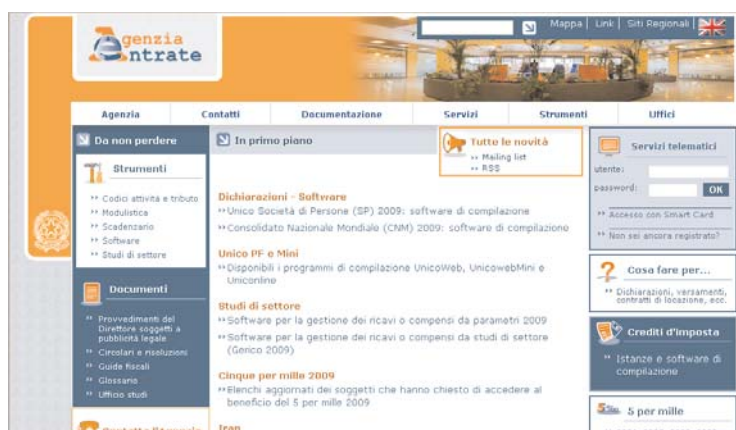 Agenzia
Entrate
Mappa | Link | Siti Regionali |
Agenzia
Contatti
Documentazione
Servizi
Strumenti
Uffici
Da non perdere
Strumenti
Codici attività e tributo
Modulistica
Scadenzario
Software
Studi di settore
Documenti
Provvedimenti del
Direttore soggetti a
pubblicità legale
Circolari e risoluzioni
Guide fiscali
Glossario
Ufficio studi
In primo piano
Tutte le novità
Mailing list
RSS
Dichiarazioni - Software
Unico Società di Persone (SP) 2009: software di compilazione
Consolidato Nazionale Mondiale (CNM) 2009: software di compilazione
Unico PF e Mini
Disponibili i programmi di compilazione UnicoWeb, UnicowebMini e
Uniconline
Studi di settore
Software per la gestione dei ricavi o compensi da parametri 2009
Software per la gestione dei ricavi o compensi da studi di settore
(Gerico 2009)
Cinque per mille 2009
Elenchi aggiornati dei soggetti che hanno chiesto di accedere al
beneficio del 5 per mille 2009
Servizi telematici
utente:
password:
OK
Accesso con Smart Card
Non sei ancora registrato?
Cosa fare per...
Dichiarazioni, versamenti,
contratti di locazione, ecc.
Crediti d'imposta
Istanze e software di
compilazione
5 per mille